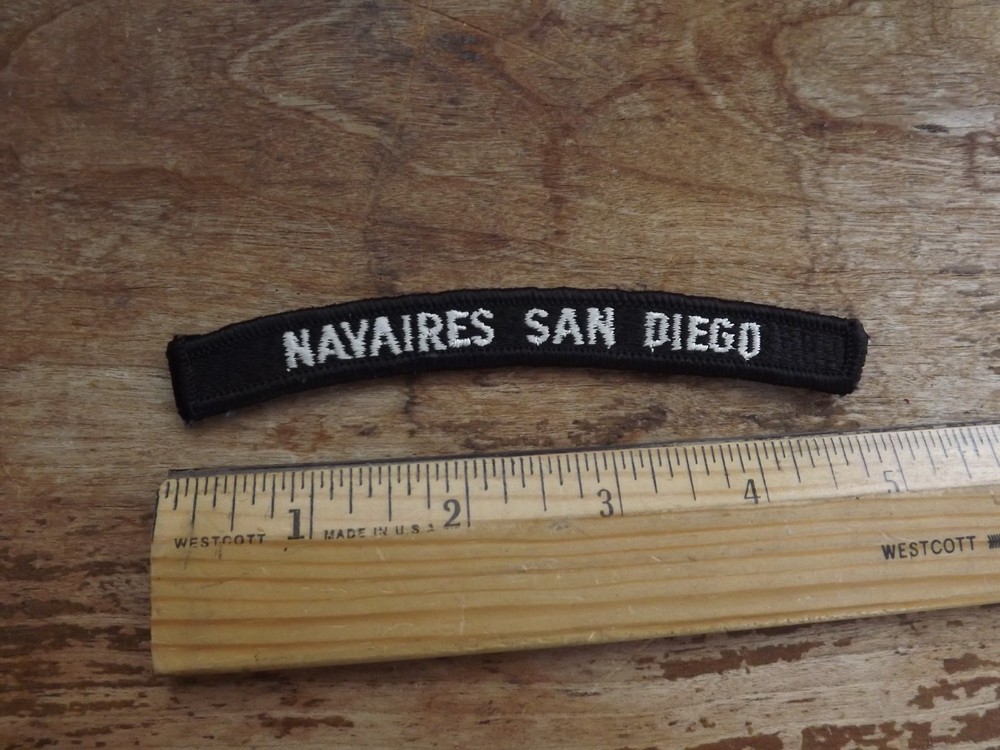 NAVAIRES SAN DIEGO
1 2 3 4 5
WESTCOTT MADE IN U.S.A. WESTCOTT